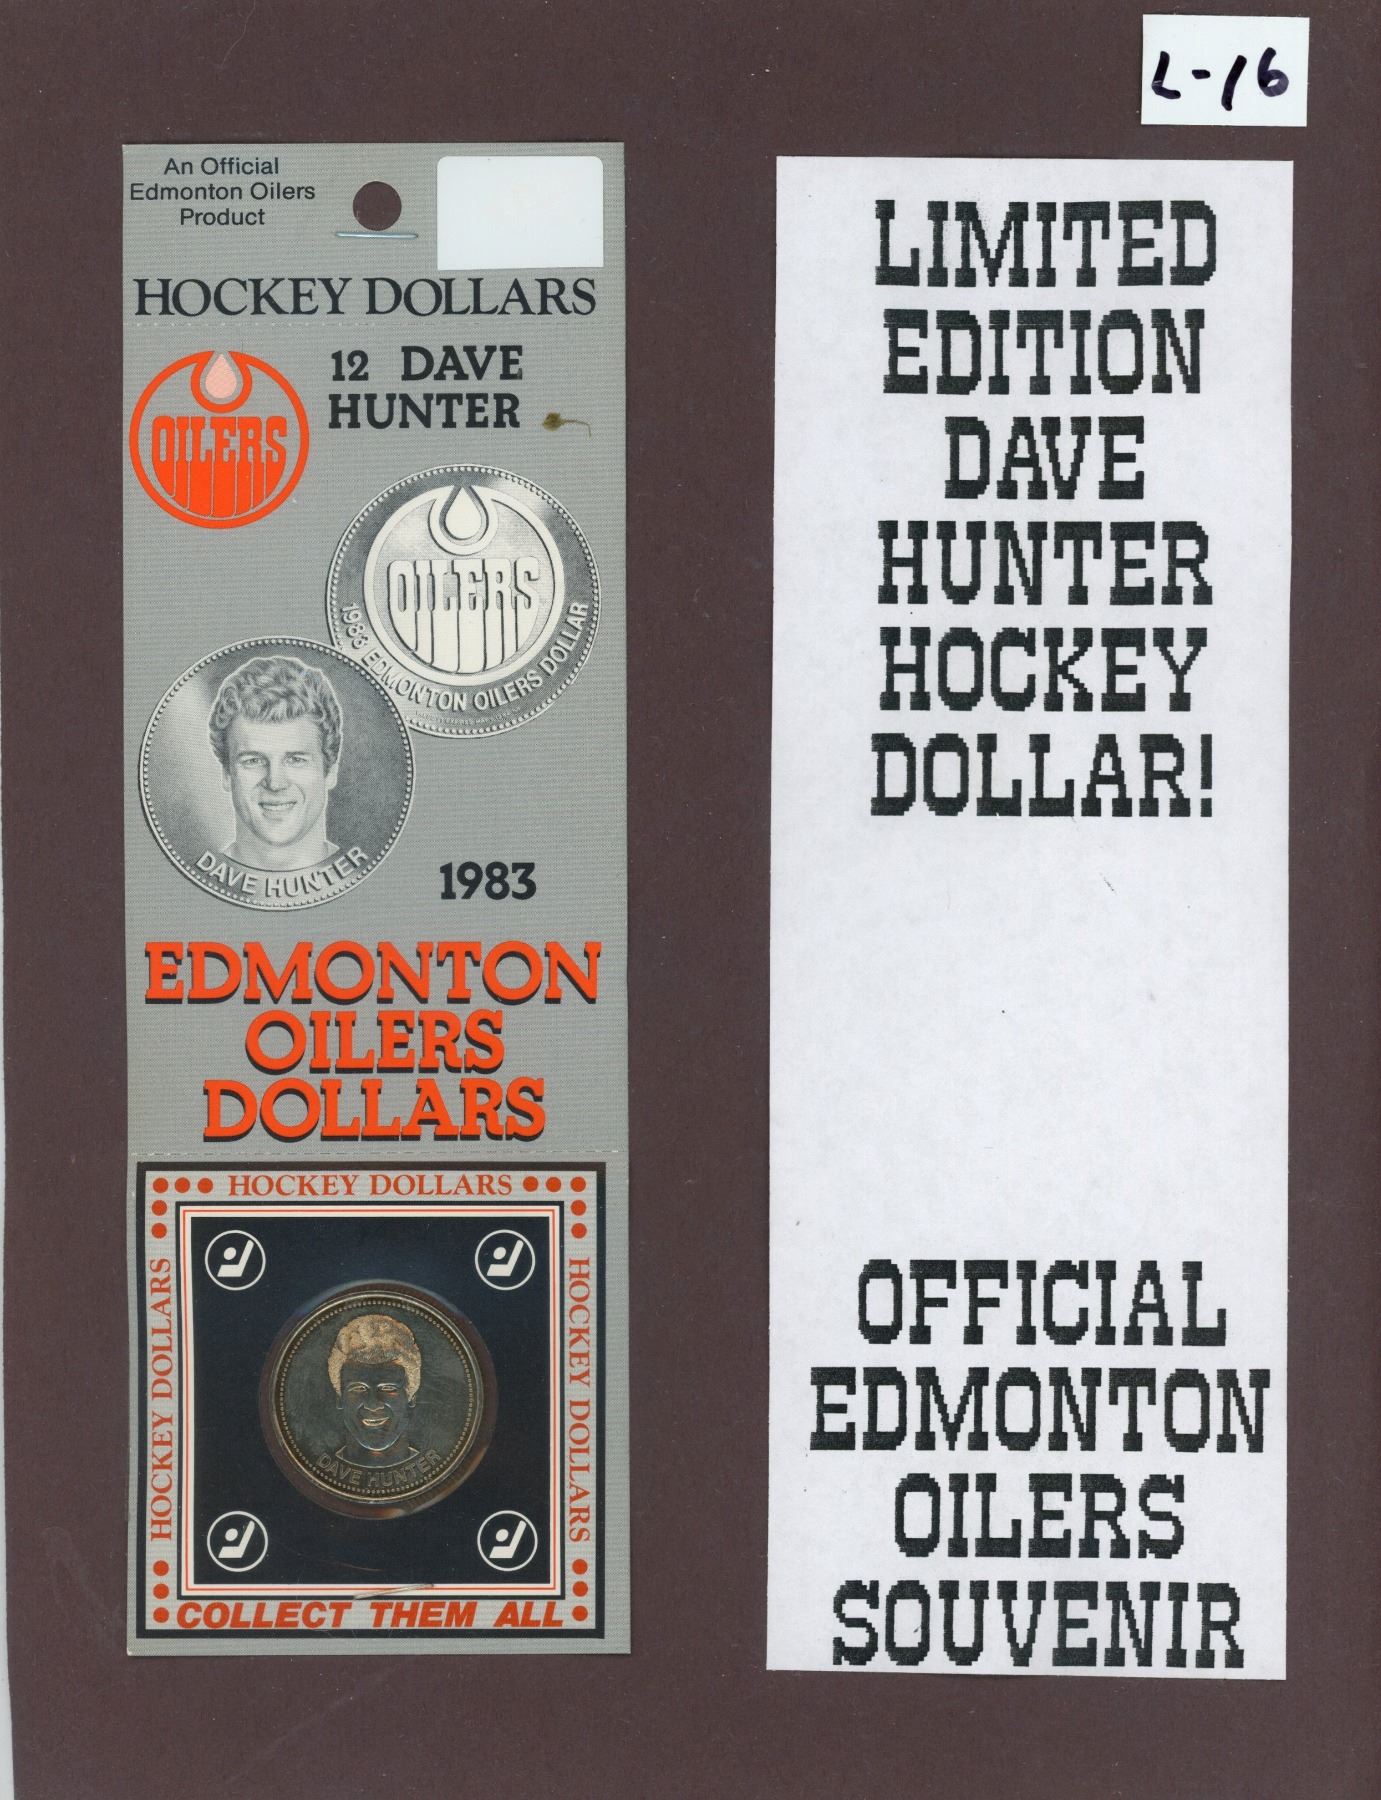 L-16
An Official
Edmonton Oilers
Product
HOCKEY DOLLARS
12 DAVE
HUNTER
OILERS
OILERS
1983 EDMONTON OILERS DOLLAR
DAVE HUNTER
1983
EDMONTON
OILERS
DOLLARS
HOCKEY DOLLARS
HOCKEY DOLLARS
HOCKEY DOLLARS
DAVE HUNTER
COLLECT THEM ALL
LIMITED
EDITION
DAVE
HUNTER
HOCKEY
DOLLAR!
OFFICIAL
EDMONTON
OILERS
SOUVENIR